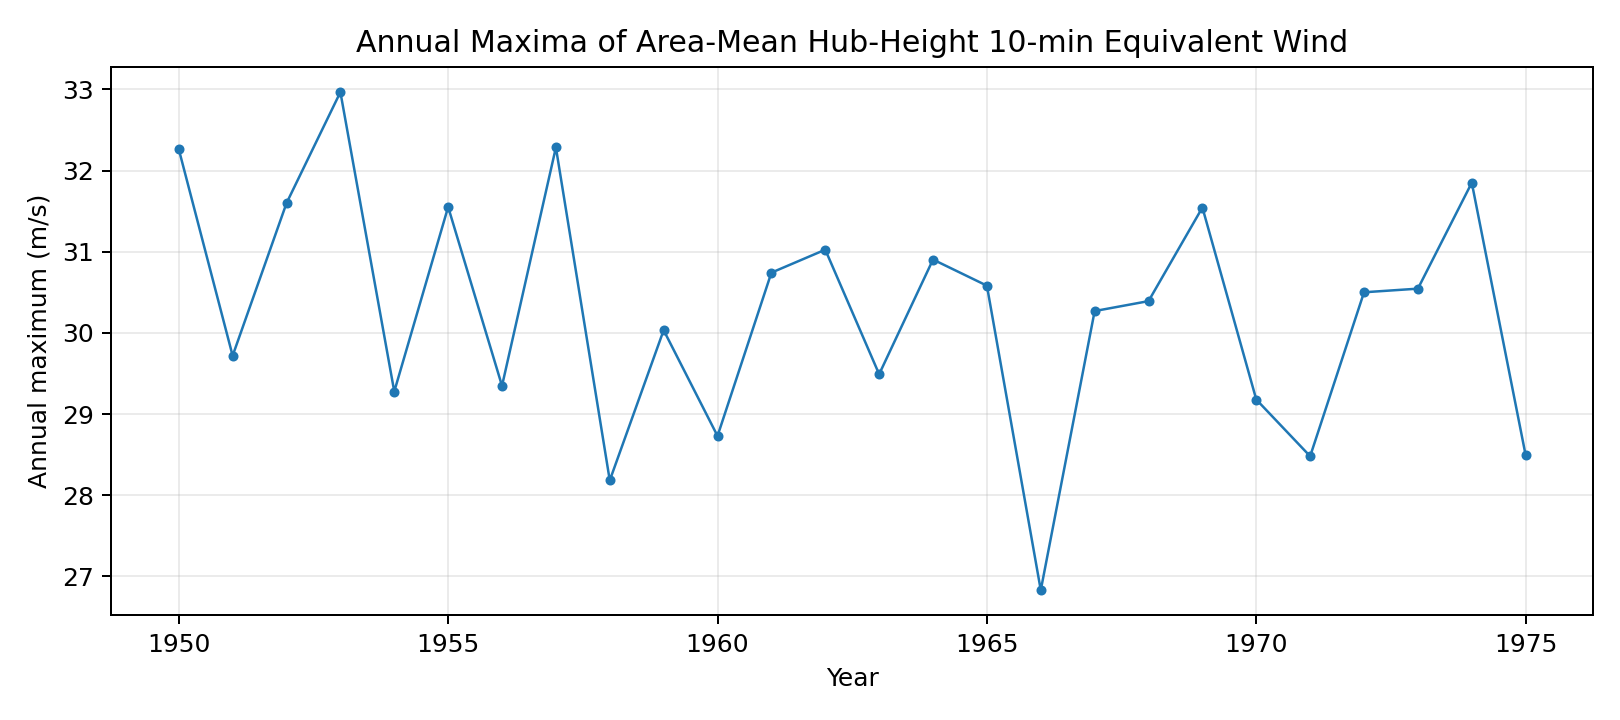 Annual Maxima of Area-Mean Hub-Height 10-min Equivalent Wind
Annual maximum (m/s)
33
32
31
30
29
28
27
1950 1955 1960 1965 1970 1975
Year